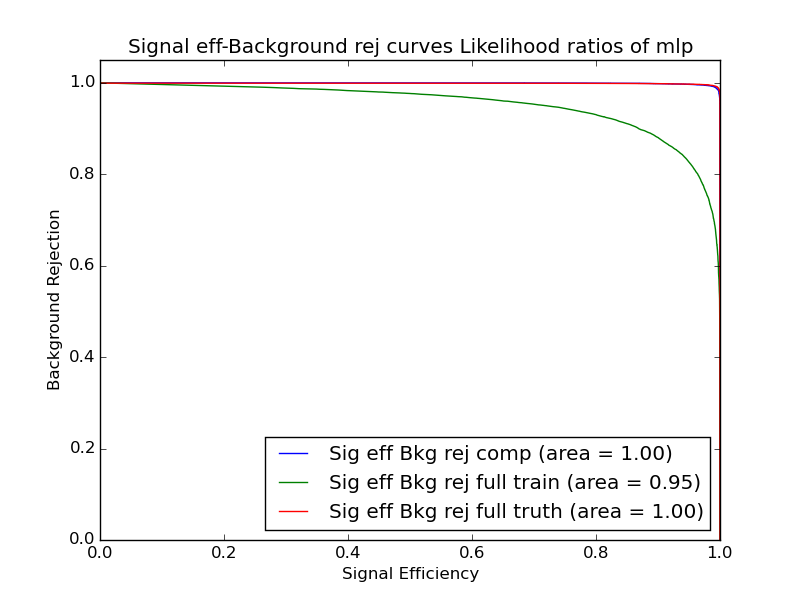 Signal eff-Background rej curves Likelihood ratios of mlp
1.0
0.8
0.6
0.4
0.2
0.0
Background Rejection
Sig eff Bkg rej comp (area = 1.00)
Sig eff Bkg rej full train (area = 0.95)
Sig eff Bkg rej full truth (area = 1.00)
0.0 0.2 0.4 0.6 0.8 1.0
Signal Efficiency